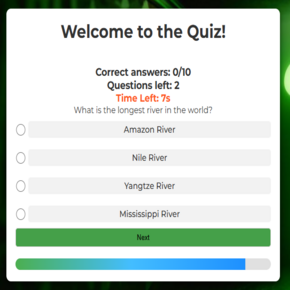 Welcome to the Quiz!
Correct answers: 0/10
Questions left: 2
Time Left: 7s
What is the longest river in the world?
Amazon River
Nile River
Yangtze River
Mississippi River
Next